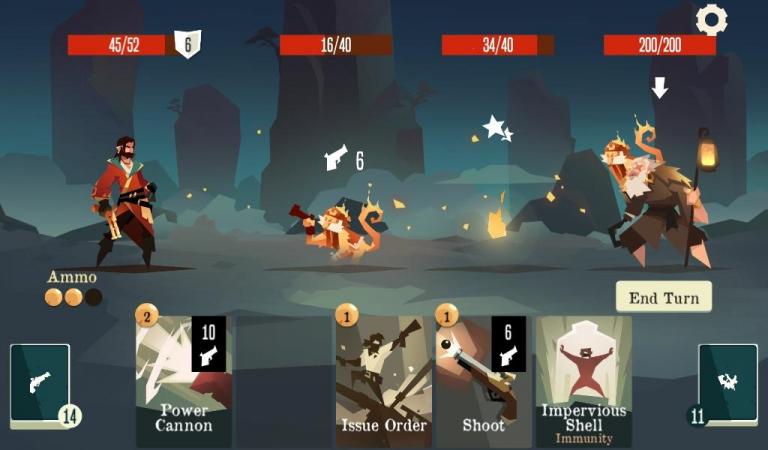 45/52
6
16/40
34/40
200/200
6
Ammo
End Turn
2
10
1
1
6
Power
Cannon
Issue Order
Shoot
Impervious
Shell
Immunity
14
11